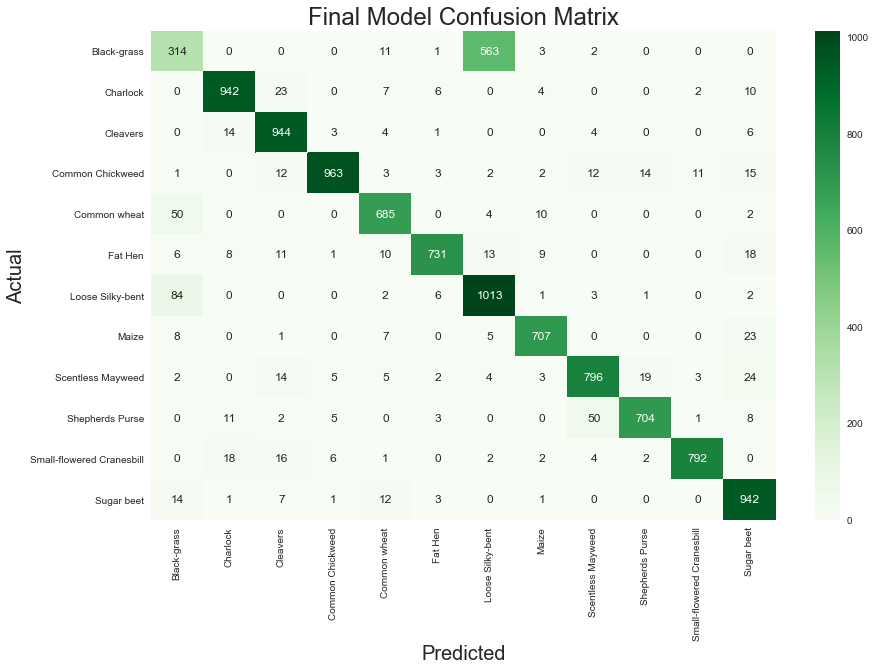 Final Model Confusion Matrix
Black-grass 314 0 0 0 11 1 563 3 2 0 0 0
Charlock 0 942 23 0 7 6 0 4 0 0 2 10
Cleavers 0 14 944 3 4 1 0 0 4 0 0 6
Common Chickweed 1 0 12 963 3 3 2 2 12 14 11 15
Common wheat 50 0 0 0 685 0 4 10 0 0 0 2
Fat Hen 6 8 11 1 10 731 13 9 0 0 0 18
Loose Silky-bent 84 0 0 0 2 6 1013 1 3 1 0 2
Maize 8 0 1 0 7 0 5 707 0 0 0 23
Scentless Mayweed 2 0 14 5 5 2 4 3 796 19 3 24
Shepherds Purse 0 11 2 5 0 3 0 0 50 704 1 8
Small-flowered Cranesbill 0 18 16 6 1 0 2 2 4 2 792 0
Sugar beet 14 1 7 1 12 3 0 1 0 0 0 942
Black-grass
Charlock
Cleavers
Common Chickweed
Common wheat
Fat Hen
Loose Silky-bent
Maize
Scentless Mayweed
Shepherds Purse
Small-flowered Cranesbill
Sugar beet
Predicted
Actual
1000
800
600
400
200
0